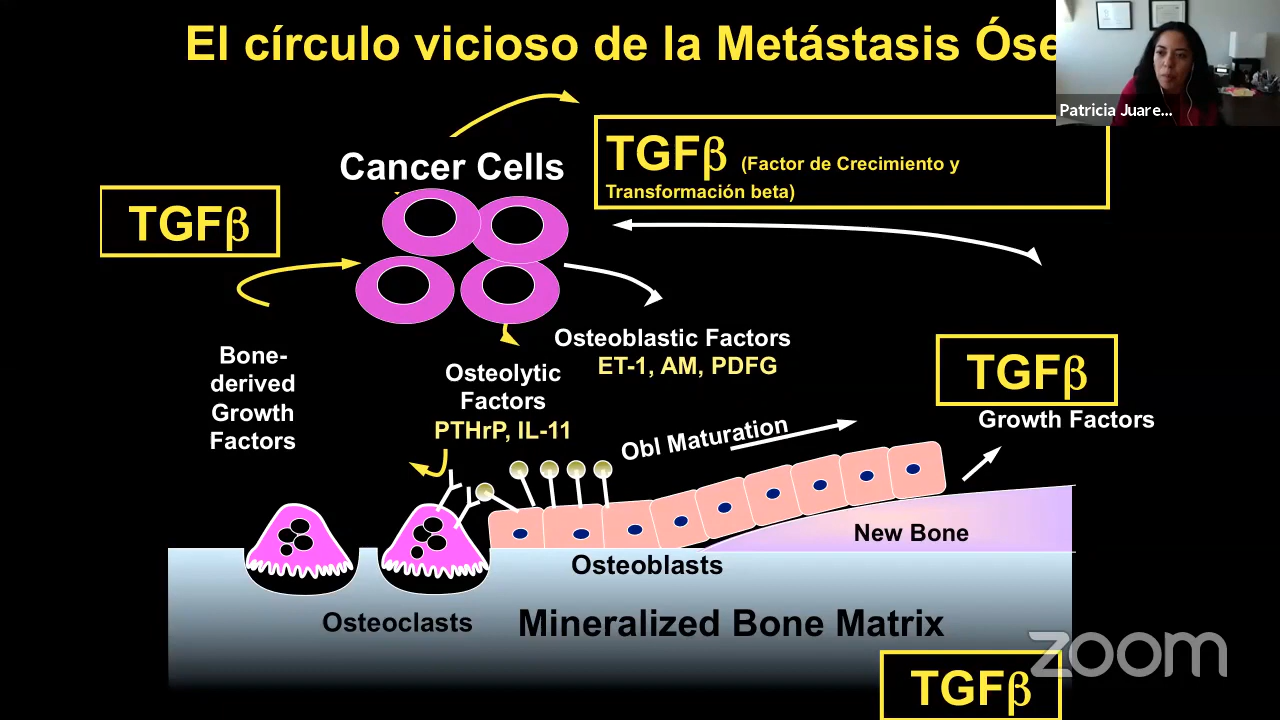 El círculo vicioso de la Metástasis Óse
Patricia Juare...
Cancer Cells
TGFβ (Factor de Crecimiento y
Transformación beta)
TGFβ
Osteoblastic Factors
ET-1, AM, PDFG
Bone-
derived
Growth
Factors
Osteolytic
Factors
PTHrP, IL-11
TGFβ
Growth Factors
Obl Maturation
New Bone
Osteoblasts
Osteoclasts
Mineralized Bone Matrix
zoom
TGFβ